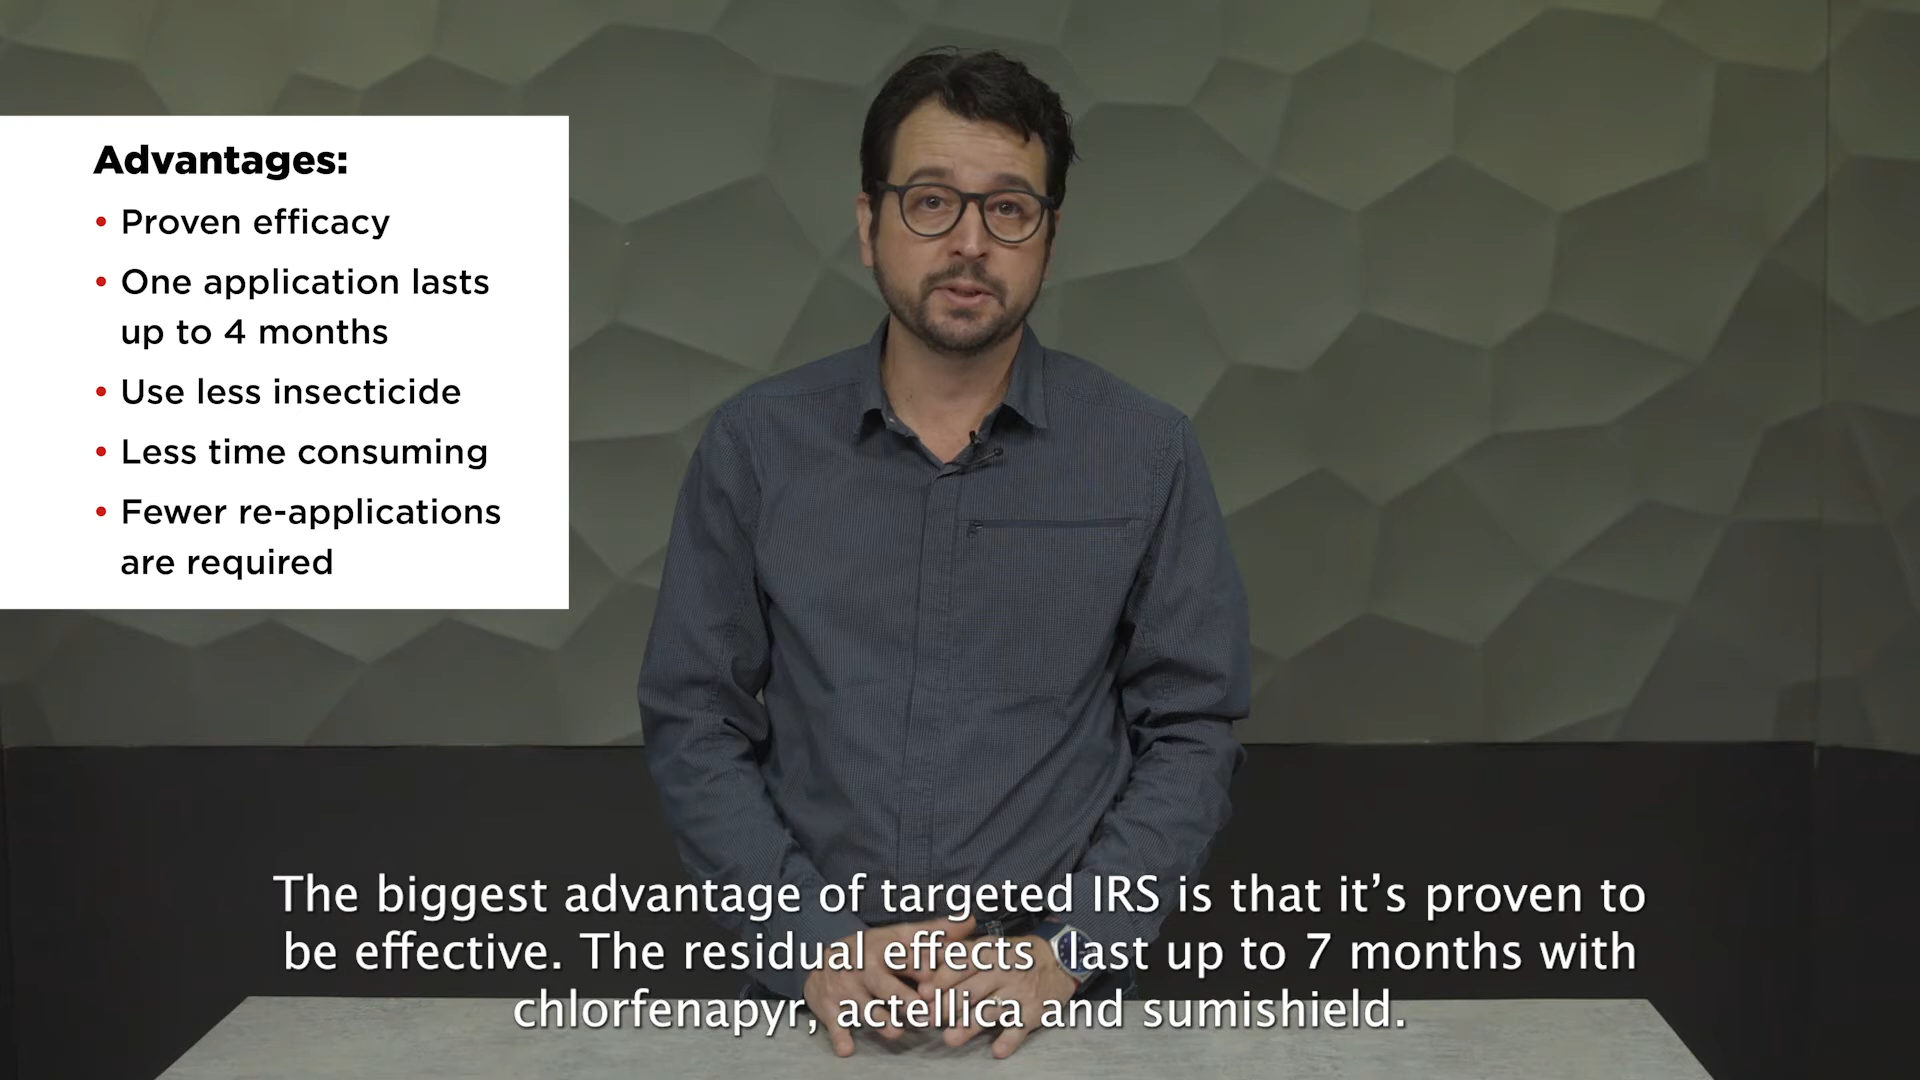 Advantages:
• Proven efficacy
• One application lasts
up to 4 months
• Use less insecticide
• Less time consuming
• Fewer re-applications
are required
The biggest advantage of targeted IRS is that it’s proven to
be effective. The residual effects last up to 7 months with
chlorfenapyr, actellica and sumishield.